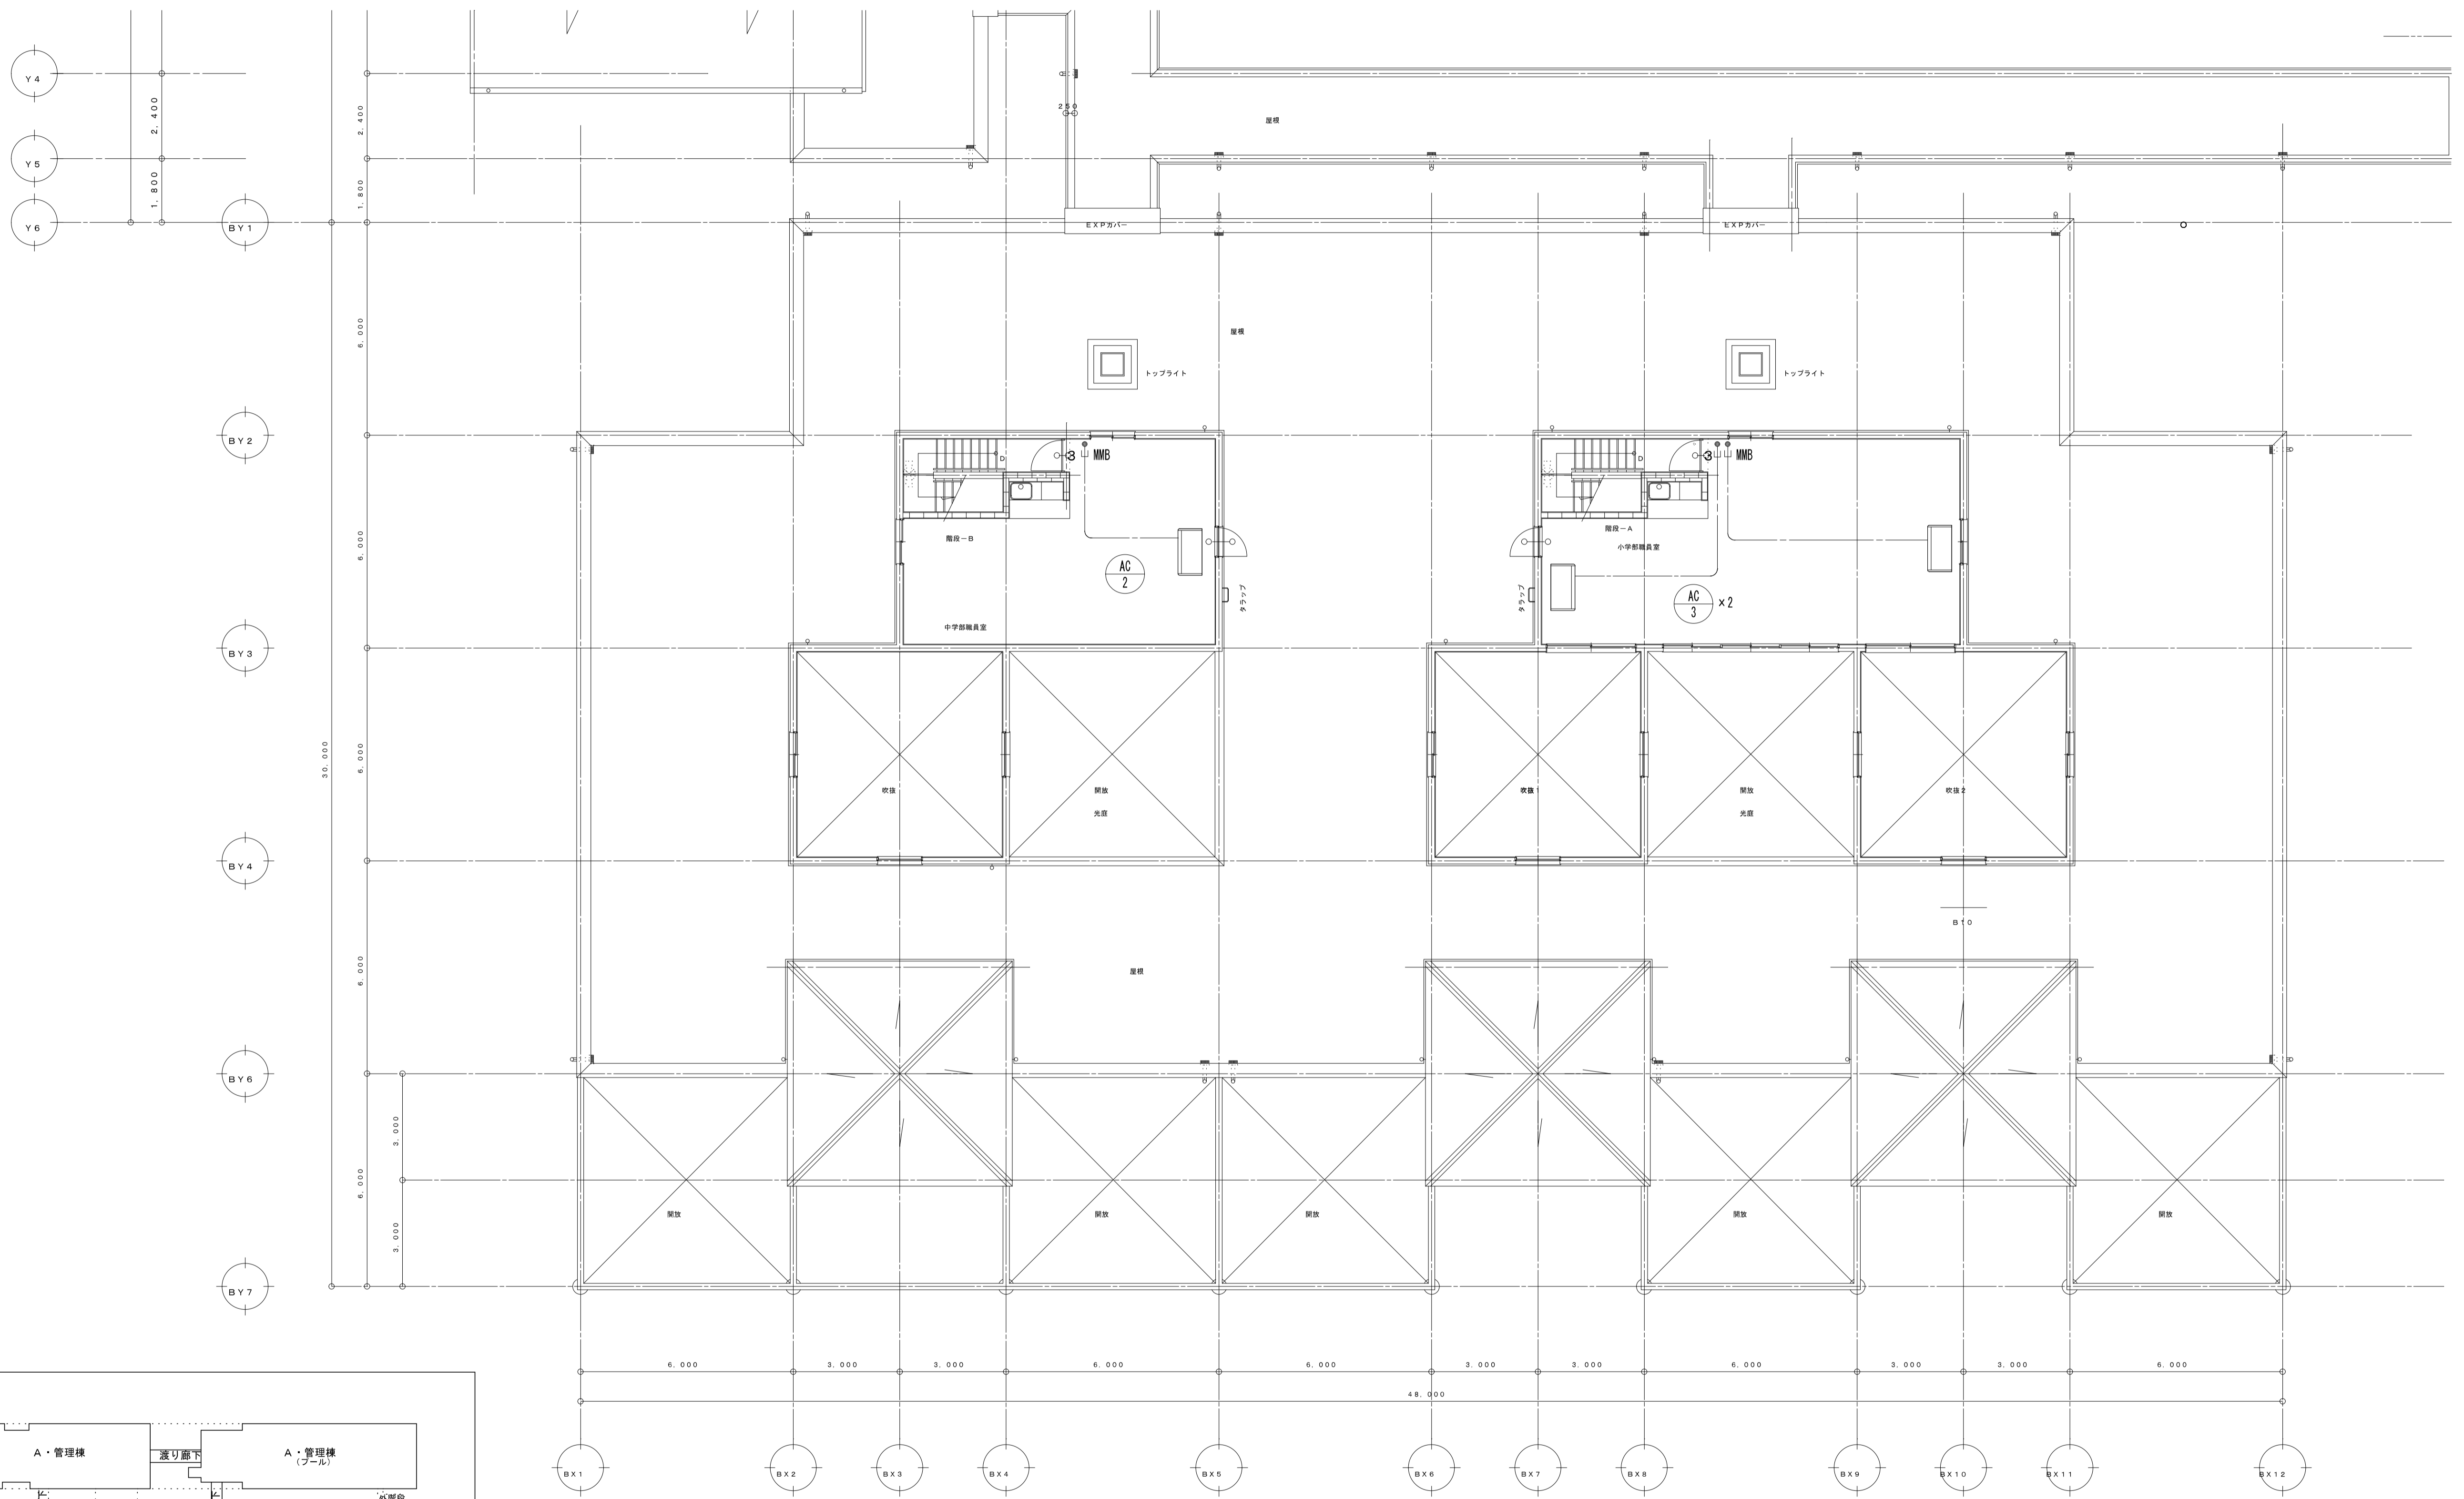 Y4
2,400
2,400
250
屋根
Y5
1,800
1,800
Y6
BY1
EXPカバー
EXPカバー
6,000
屋根
トップライト
トップライト
BY2
D
3
MMB
D
3
MMB
6,000
階段-B
階段-A
小学部職員室
AC
2
タラップ
タラップ
AC
3
x2
中学部職員室
BY3
30,000
6,000
吹抜
開放
光庭
吹抜1
開放
光庭
吹抜2
BY4
B10
6,000
屋根
BY6
3,000
6,000
開放
開放
開放
開放
開放
3,000
BY7
6,000
3,000
3,000
6,000
6,000
3,000
3,000
6,000
3,000
3,000
6,000
48,000
A・管理棟
渡り廊下
A・管理棟
(プール)
BX1
BX2
BX3
BX4
BX5
BX6
BX7
BX8
BX9
BX10
BX11
BX12